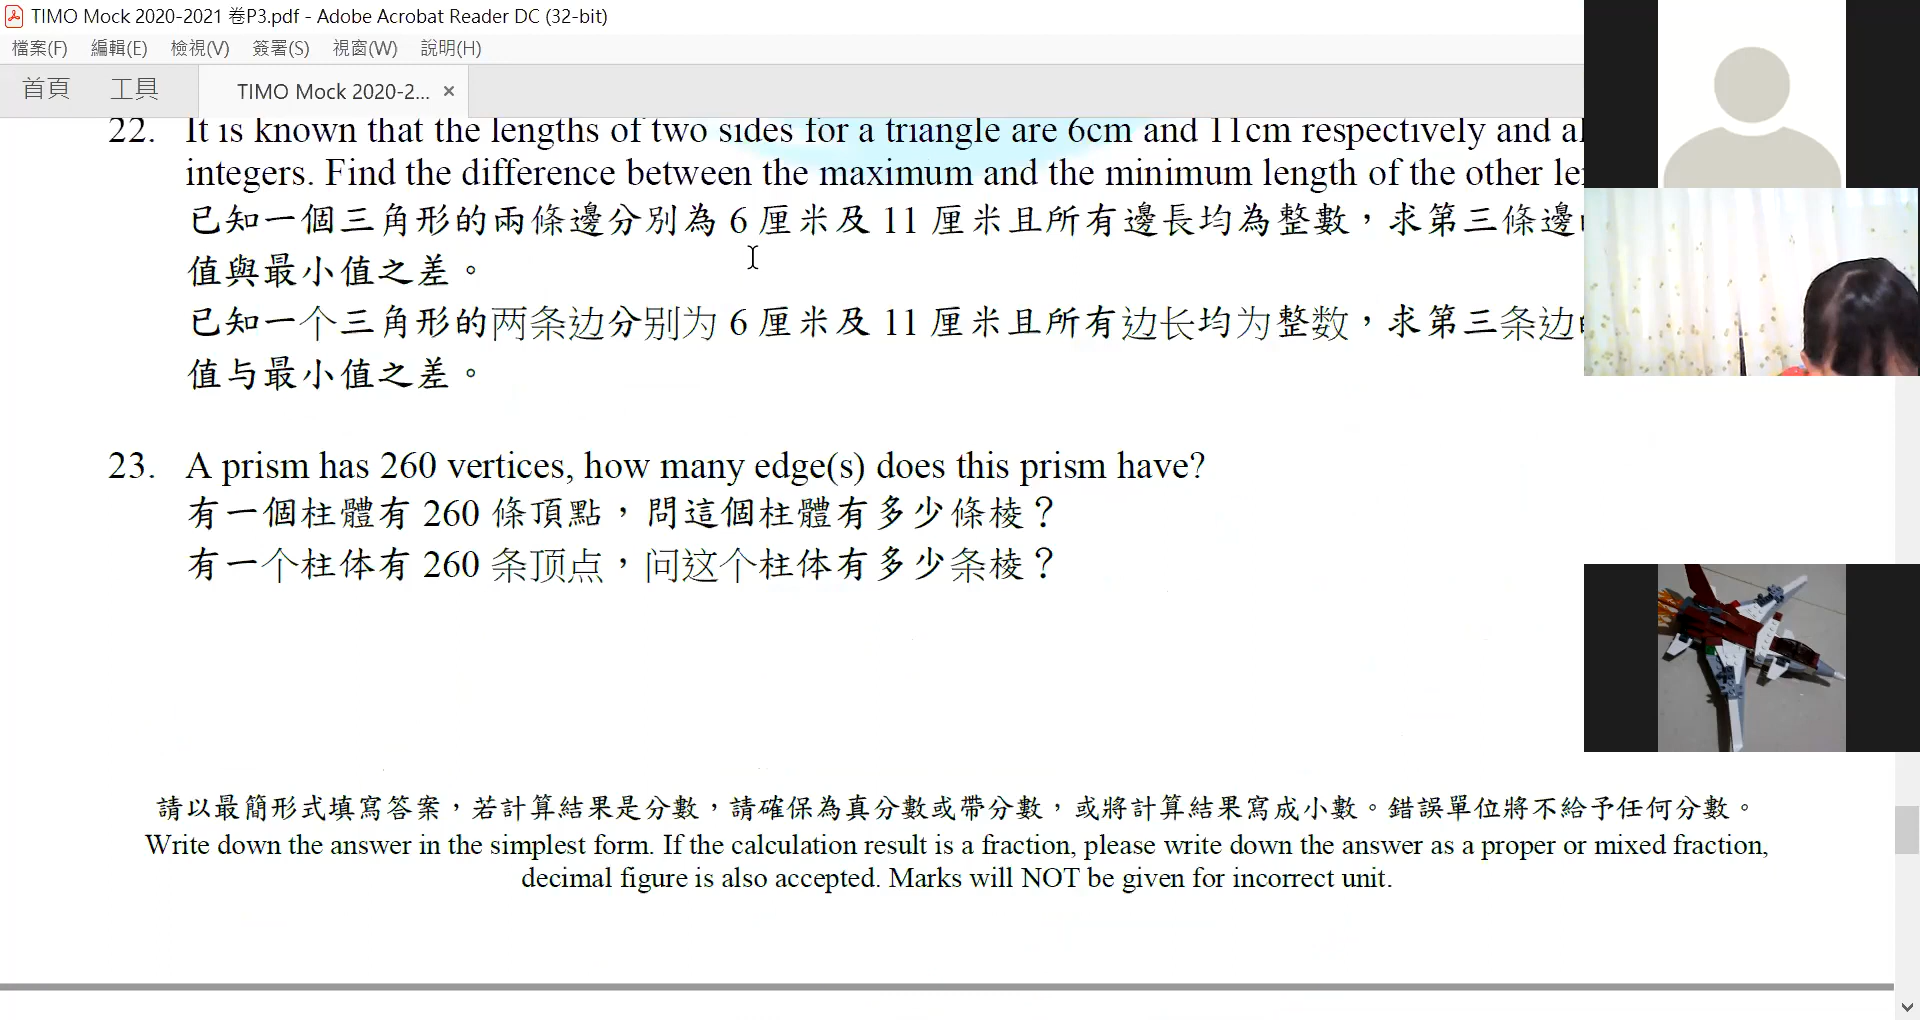 TIMO Mock 2020-2021 卷P3.pdf - Adobe Acrobat Reader DC (32-bit)
檔案(F) 編輯(E) 檢視(V) 簽署(S) 視窗(W) 說明(H)
首頁 工具 TIMO Mock 2020-2... ×
22. It is known that the lengths of two sides for a triangle are 6cm and 11cm respectively and
integers. Find the difference between the maximum and the minimum length of the other
已知一個三角形的兩條邊分別為 6 厘米及 11 厘米且所有邊長均為整數，求第三條邊
值與最小值之差。
已知一个三角形的两条边分别为 6 厘米及 11 厘米且所有边长均为整数，求第三条边
值与最小值之差。
23. A prism has 260 vertices, how many edge(s) does this prism have?
有一個柱體有 260 條頂點，問這個柱體有多少條棱？
有一个柱体有 260 条顶点，问这个柱体有多少条棱？
請以最簡形式填寫答案，若計算結果是分數，請確保為真分數或帶分數，或將計算結果寫成小數。錯誤單位將不給予任何分數。
Write down the answer in the simplest form. If the calculation result is a fraction, please write down the answer as a proper or mixed fraction,
decimal figure is also accepted. Marks will NOT be given for incorrect unit.